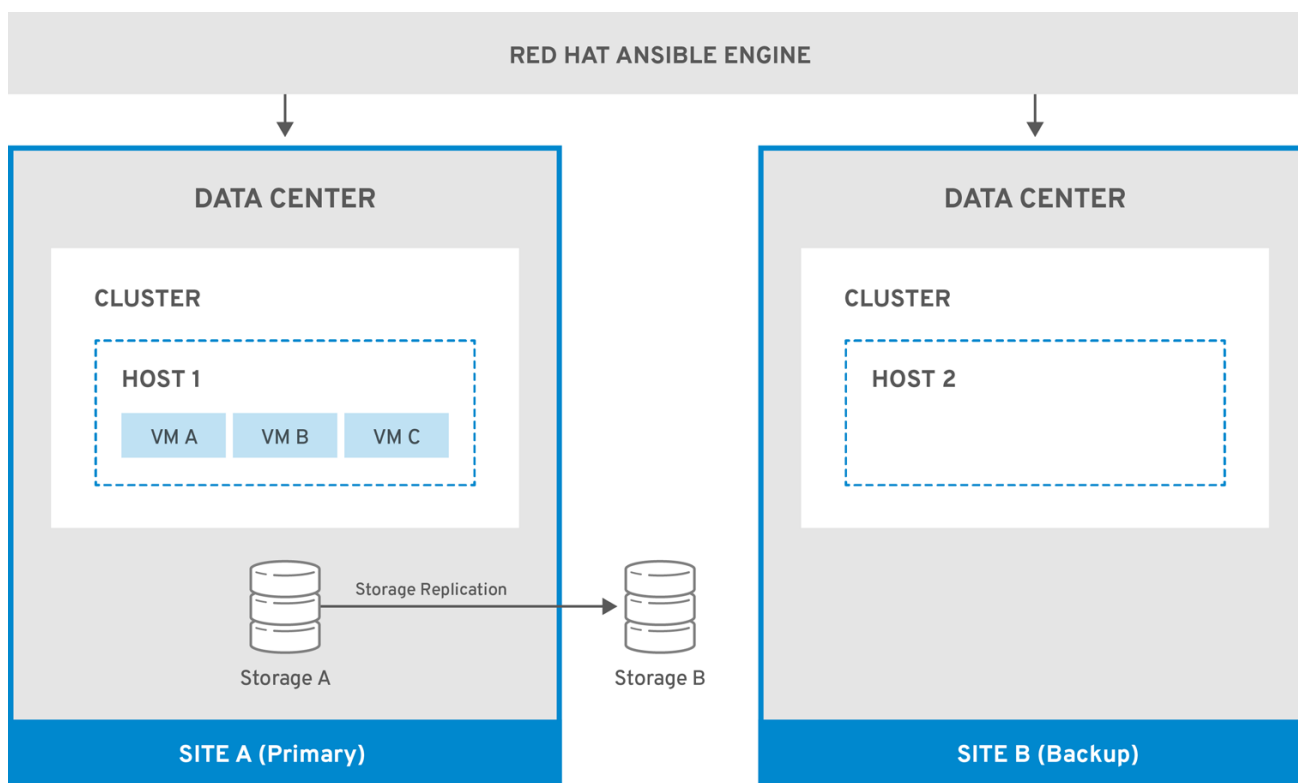 RED HAT ANSIBLE ENGINE
DATA CENTER
CLUSTER
HOST 1
VM A
VM B
VM C
Storage Replication
Storage A
Storage B
SITE A (Primary)
DATA CENTER
CLUSTER
HOST 2
SITE B (Backup)